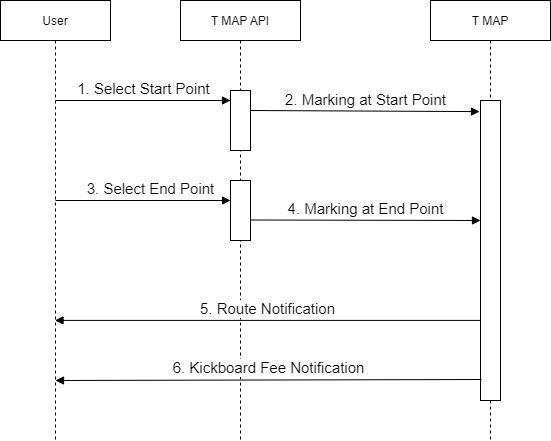 User
T MAP API
T MAP
1. Select Start Point
2. Marking at Start Point
3. Select End Point
4. Marking at End Point
5. Route Notification
6. Kickboard Fee Notification